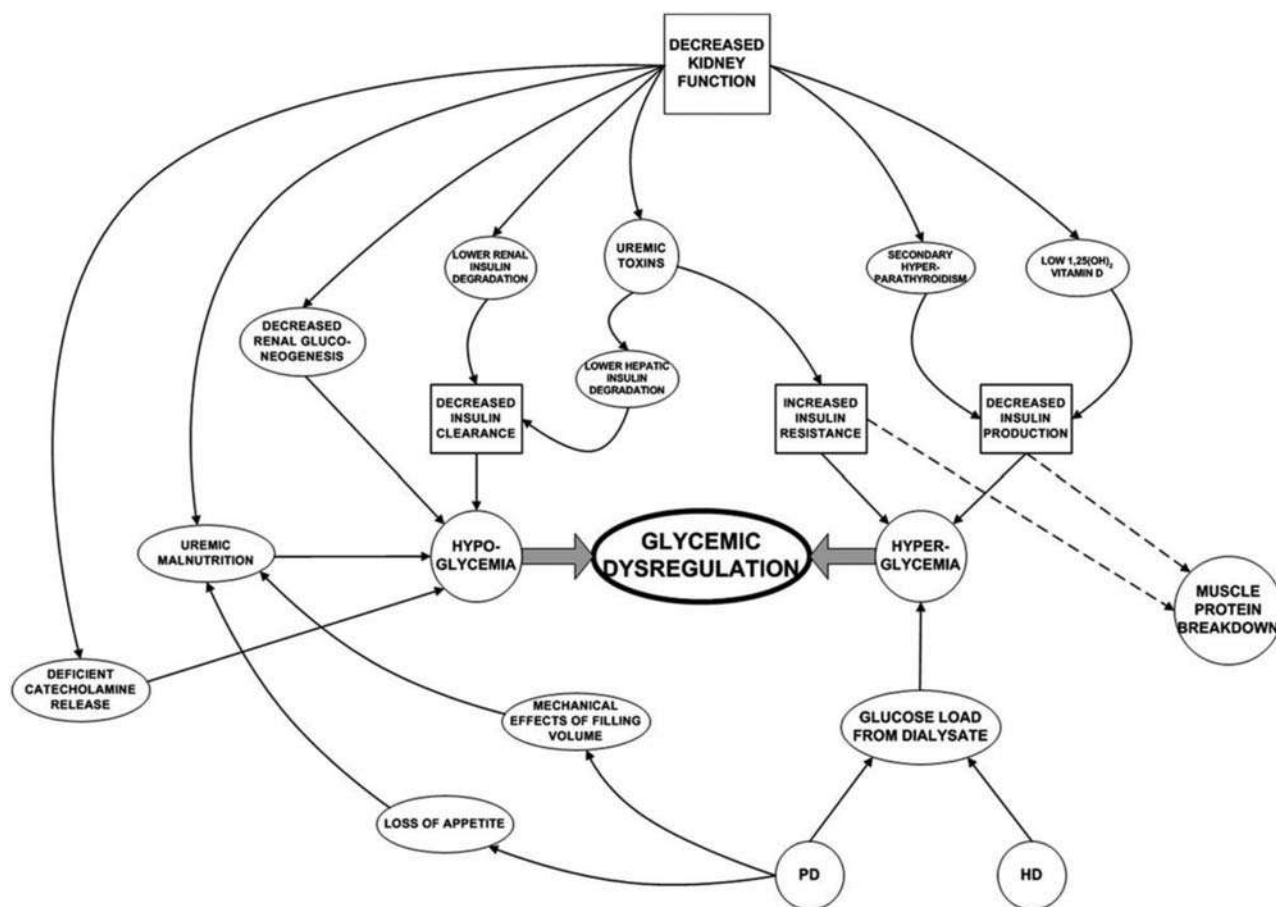 DECREASED
KIDNEY
FUNCTION
LOWER RENAL
INSULIN
DEGRADATION
UREMIC
TOXINS
SECONDARY
HYPER-
PARATHYROIDISM
LOW 1,25(OH)₂
VITAMIN D
DECREASED
RENAL GLUCO-
NEOGENESIS
LOWER HEPATIC
INSULIN
DEGRADATION
DECREASED
INSULIN
CLEARANCE
INCREASED
INSULIN
RESISTANCE
DECREASED
INSULIN
PRODUCTION
UREMIC
MALNUTRITION
HYPO-
GLYCEMIA
GLYCEMIC
DYSREGULATION
HYPER-
GLYCEMIA
MUSCLE
PROTEIN
BREAKDOWN
DEFICIENT
CATECHOLAMINE
RELEASE
MECHANICAL
EFFECTS OF FILLING
VOLUME
GLUCOSE LOAD
FROM DIALYSATE
LOSS OF APPETITE
PD
HD